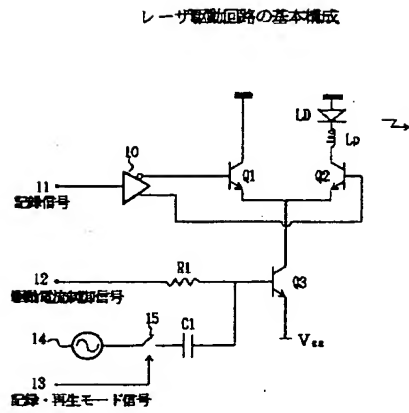 レーザ駆動回路の基本構成
LD
Lp
10
Q1
Q2
11
記録信号
12
R1
Q3
駆動電流制御信号
15
C1
14
13
記録・再生モード信号